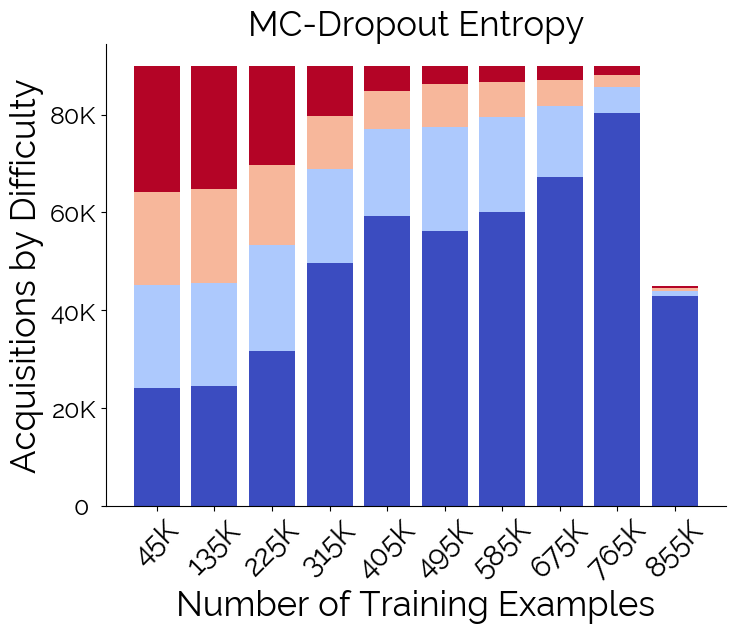 MC-Dropout Entropy
Acquisitions by Difficulty
80K
60K
40K
20K
0
45K
135K
225K
315K
405K
495K
585K
675K
765K
855K
Number of Training Examples